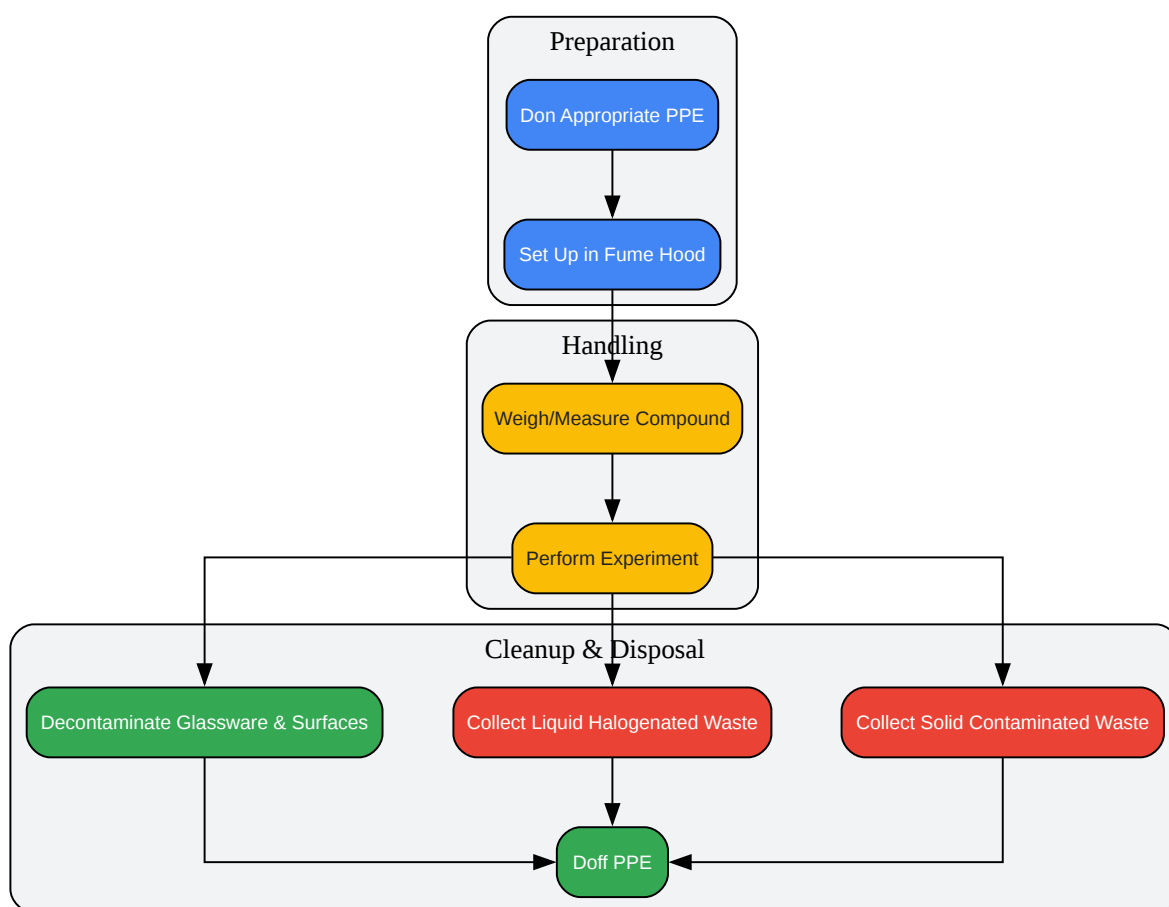 Preparation
Don Appropriate PPE
Set Up in Fume Hood
Handling
Weigh/Measure Compound
Perform Experiment
Cleanup & Disposal
Decontaminate Glassware & Surfaces
Collect Liquid Halogenated Waste
Collect Solid Contaminated Waste
Doff PPE